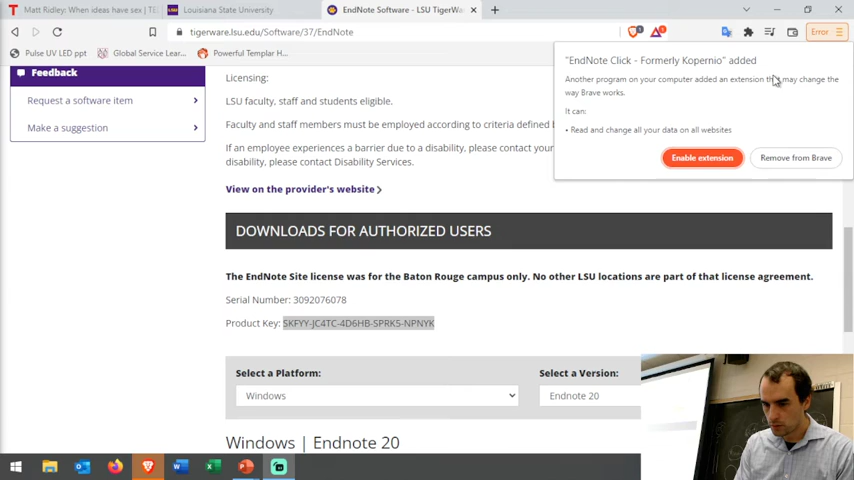 Matt Ridley: When ideas have sex | TE
Louisiana State University
EndNote Software - LSU TigerWar
tigerware.lsu.edu/Software/37/EndNote
Error
Pulse UV LED pbt
Global Service Lear...
Powerful Templar H...
Feedback
Request a software item
Make a suggestion
Licensing:
LSU faculty, staff and students eligible.
Faculty and staff members must be employed according to criteria defined b
If an employee experiences a barrier due to a disability, please contact your
disability, please contact Disability Services.
View on the provider's website
"EndNote Click - Formerly Kopernio" added
Another program on your computer added an extension that may change the
way Brave works.
It can:
• Read and change all your data on all websites
Enable extension
Remove from Brave
DOWNLOADS FOR AUTHORIZED USERS
The EndNote Site license was for the Baton Rouge campus only. No other LSU locations are part of that license agreement.
Serial Number: 3092076078
Product Key: SKFYY-JC4TC-4D6HB-SPRK5-NPNYK
Select a Platform:
Windows
Select a Version:
Endnote 20
Windows | Endnote 20